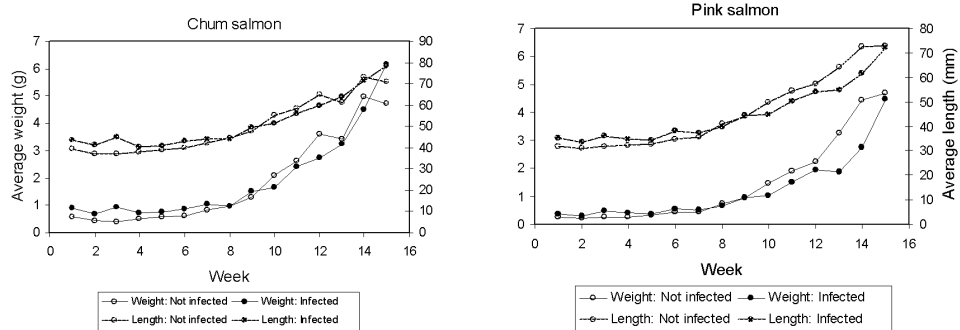 Chum salmon
Pink salmon
7
6
5
4
3
2
1
0
90
80
70
60
50
40
30
20
10
0
Average weight (g)
0 2 4 6 8 10 12 14 16
Week
Weight: Not infected Weight: Infected
Length: Not infected Length: Infected
7
6
5
4
3
2
1
0
80
70
60
50
40
30
20
10
0
Average length (mm)
0 2 4 6 8 10 12 14 16
Week
Weight: Not infected Weight: Infected
Length: Not infected Length: Infected